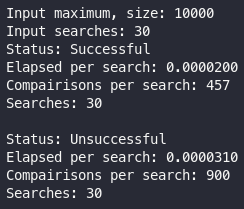 Input maximum, size: 10000
Input searches: 30
Status: Successful
Elapsed per search: 0.0000200
Compairisons per search: 457
Searches: 30

Status: Unsuccessful
Elapsed per search: 0.0000310
Compairisons per search: 900
Searches: 30